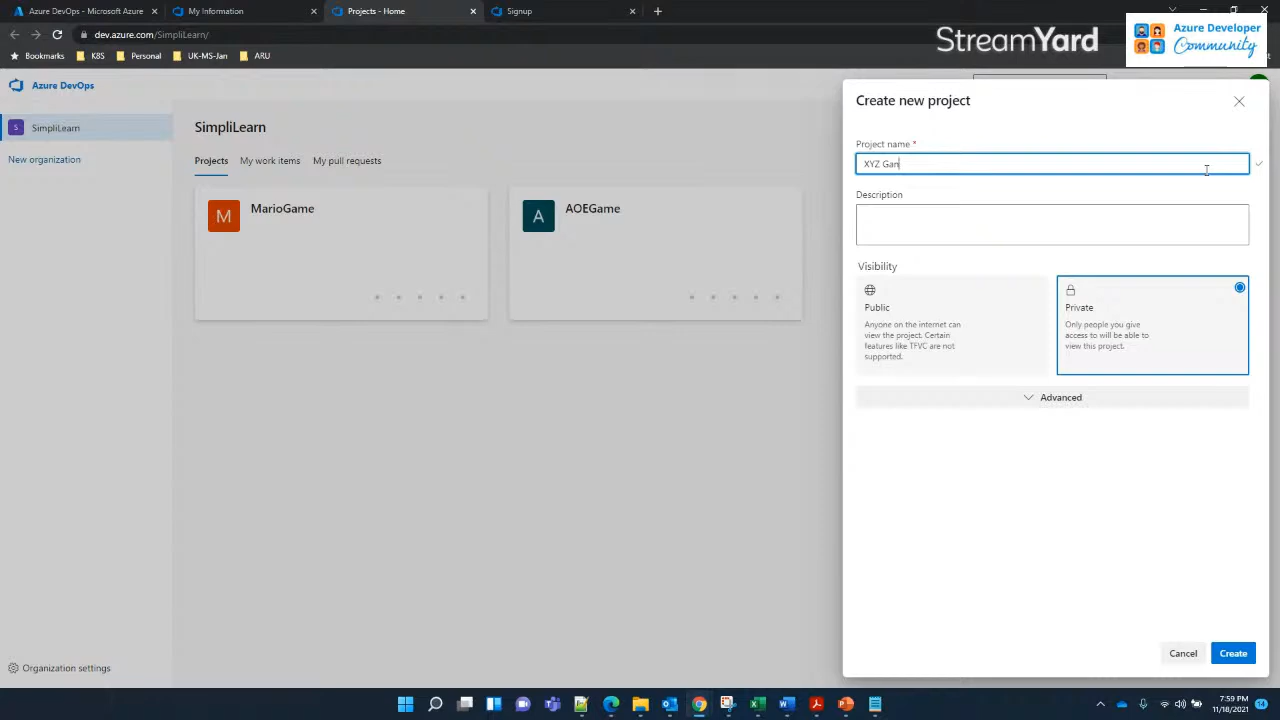 Azure DevOps – Microsoft Azure
My Information
Projects - Home
Signup
dev.azure.com/SimpliLearn/
StreamYard
Azure Developer
Community
Bookmarks
K8S
Personal
UK-MS-Jan
ARU
Azure DevOps
SimpliLearn
New organization
Organization settings
SimpliLearn
Projects
My work items
My pull requests
M
MarioGame
A
AOEGame
Create new project
Project name *
XYZ Gam
Description
Visibility
Public
Anyone on the internet can
view the project. Certain
features like TFVC are not
supported.
Private
Only people you give
access to will be able to
view this project.
Advanced
Cancel
Create
7:59 PM
11/18/2021